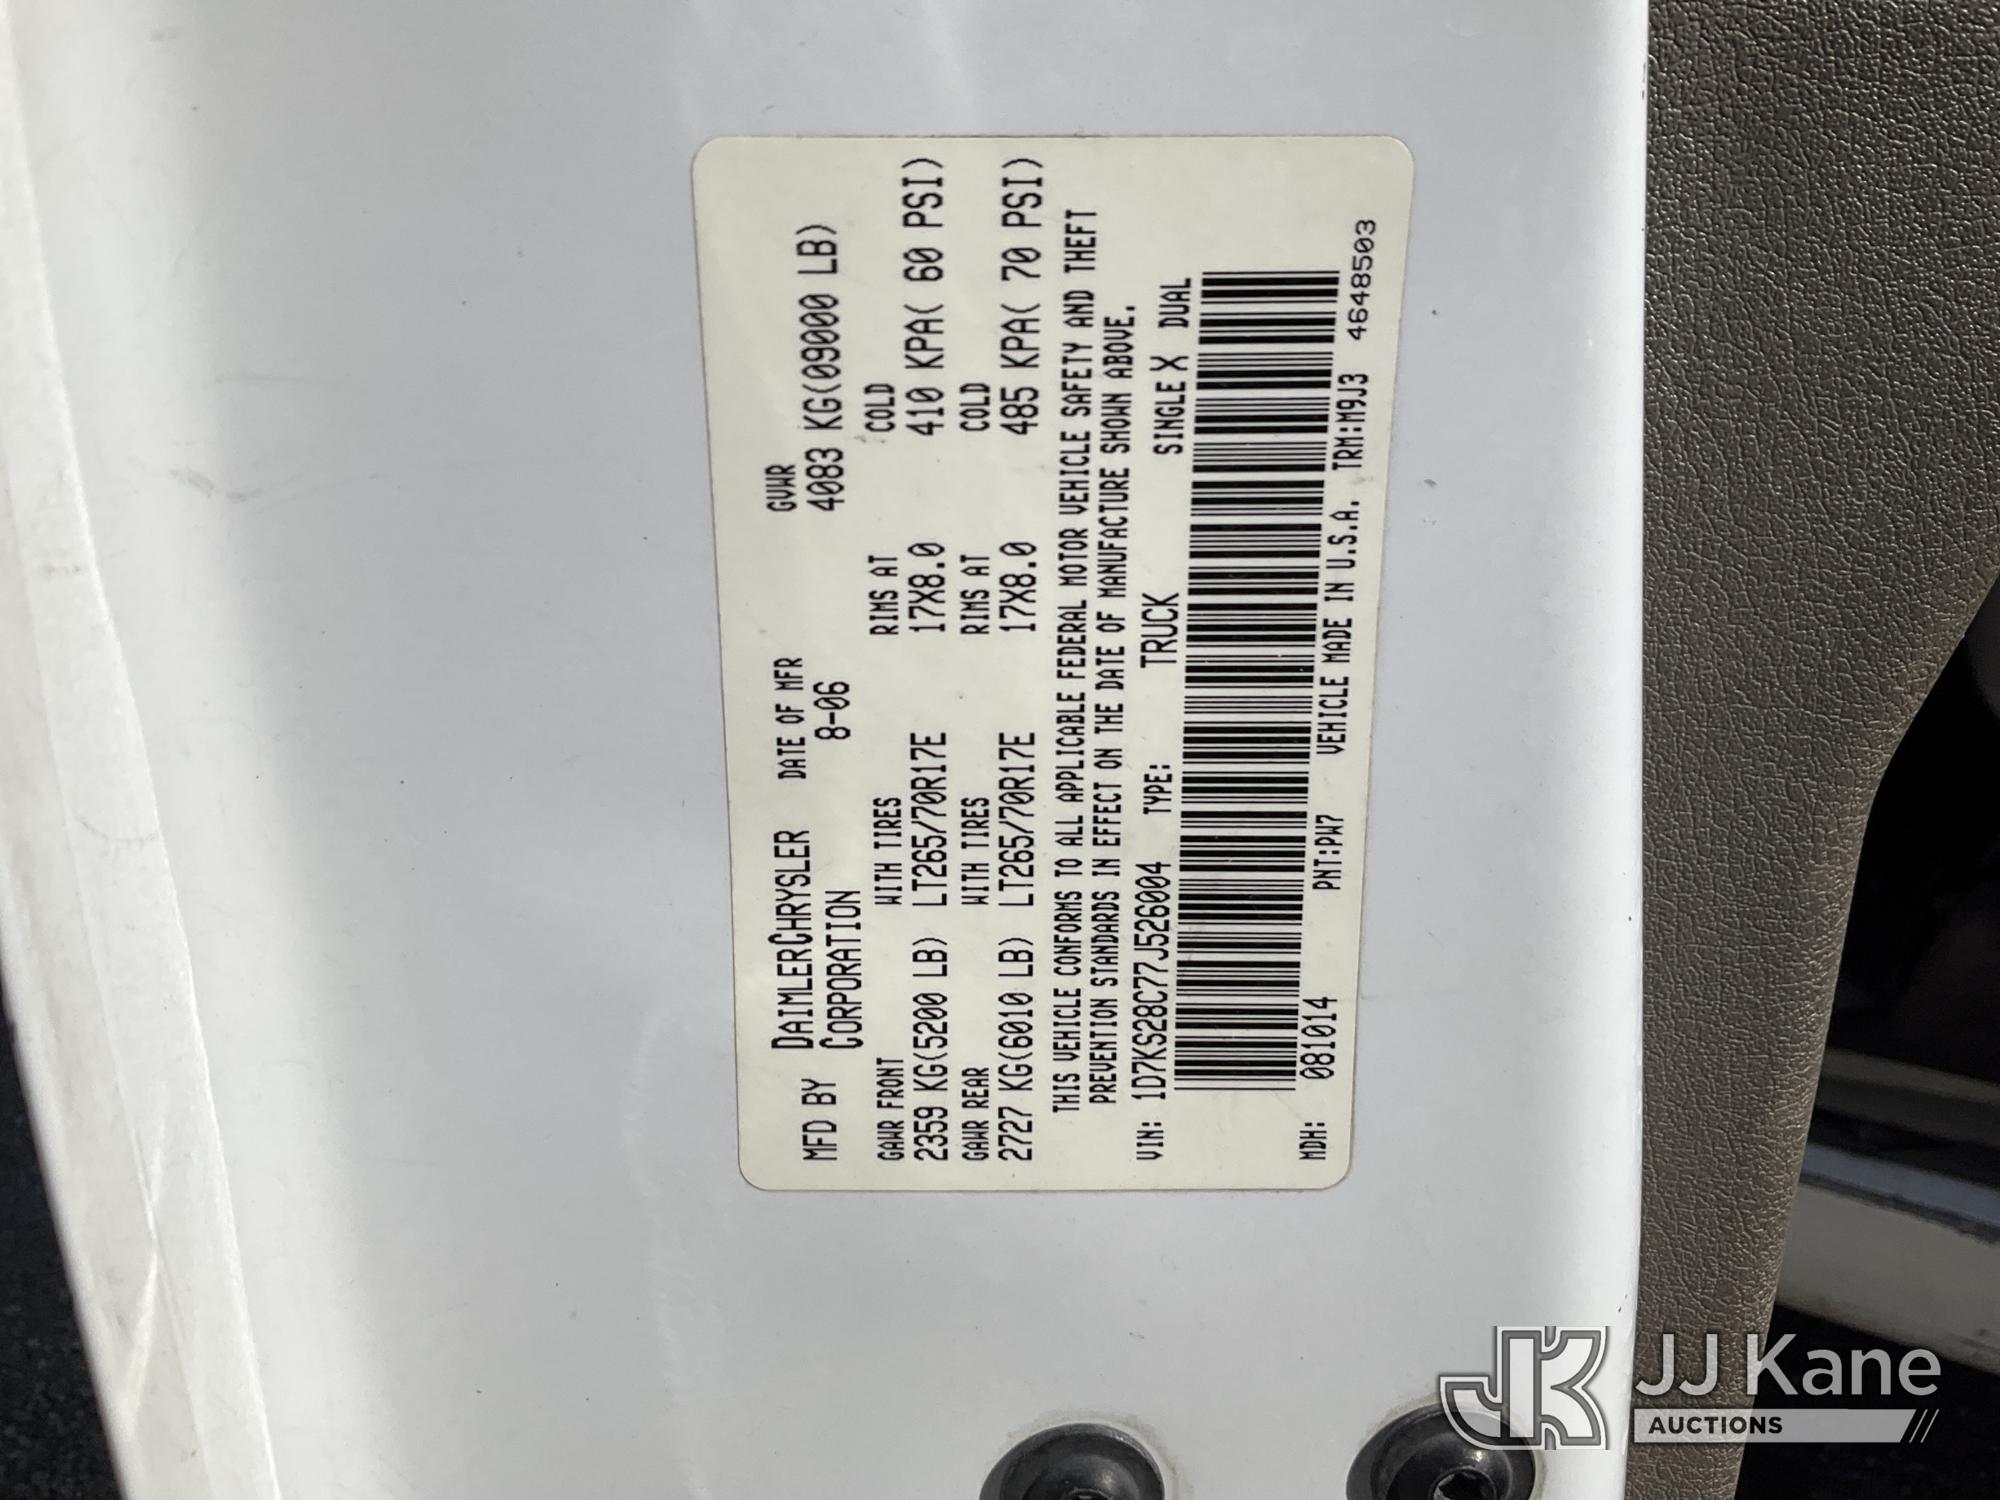 MFD BY DAIMLERCHRYSLER CORPORATION DATE OF MFR 8-06 GVWR 4083 KG(09000 LB)
GAWR FRONT WITH TIRES RIMS AT COLD
2359 KG(5200 LB) LT265/70R17E 17X8.0 410 KPA( 60 PSI)
GAWR REAR WITH TIRES RIMS AT COLD
2727 KG(6010 LB) LT265/70R17E 17X8.0 485 KPA( 70 PSI)
THIS VEHICLE CONFORMS TO ALL APPLICABLE FEDERAL MOTOR VEHICLE SAFETY AND THEFT
PREVENTION STANDARDS IN EFFECT ON THE DATE OF MANUFACTURE SHOWN ABOVE.
VIN: 1D7KS28C77J526004 TYPE: TRUCK SINGLE X DUAL
MDH: 081014 PNT:PW7 VEHICLE MADE IN U.S.A. TRM:M9J3 4648503
JK JJ Kane
AUCTIONS